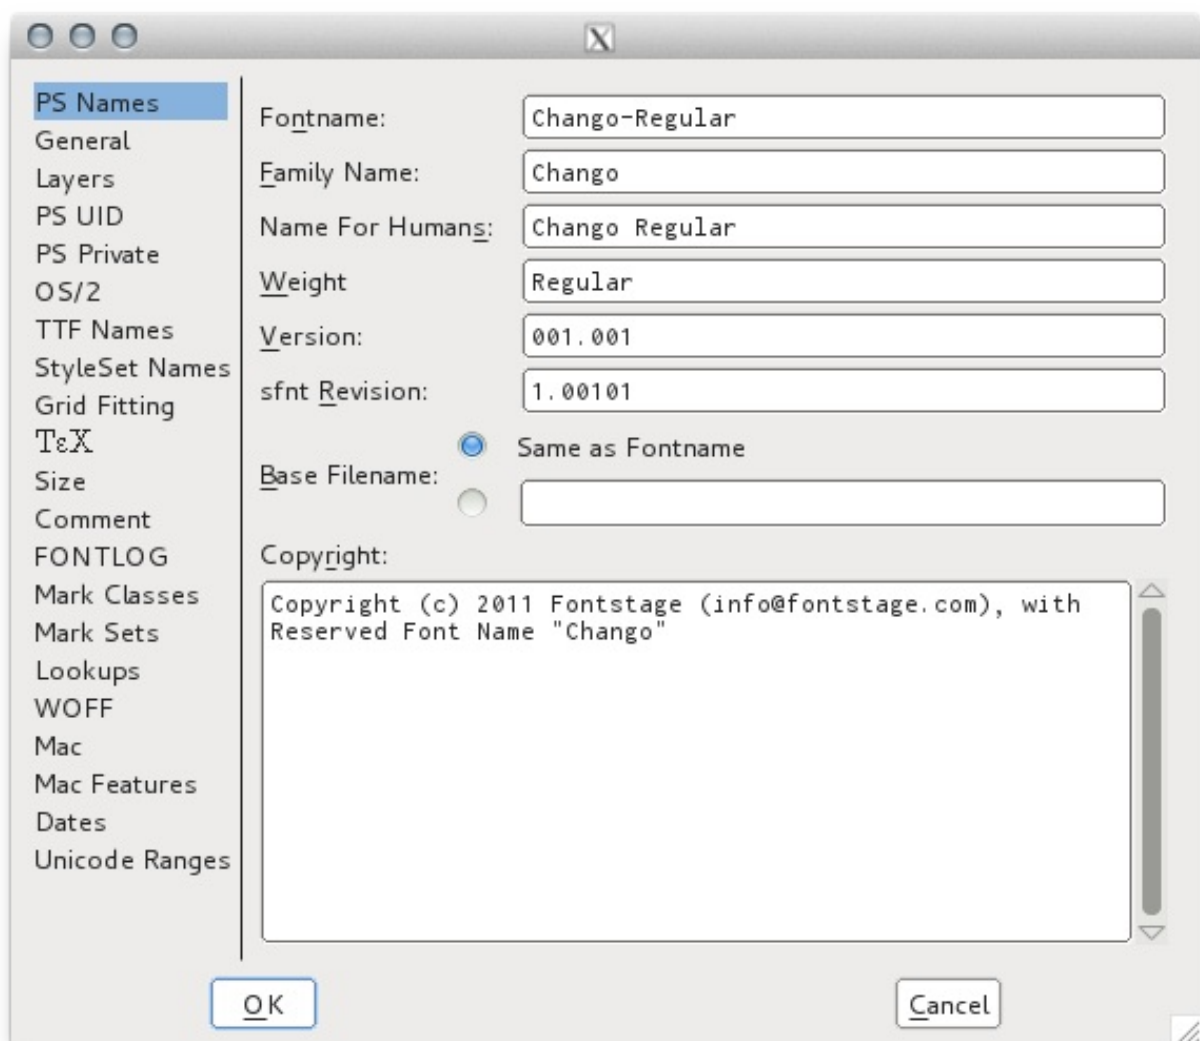 PS Names
General
Layers
PS UID
PS Private
OS/2
TTF Names
StyleSet Names
Grid Fitting
TεX
Size
Comment
FONTLOG
Mark Classes
Mark Sets
Lookups
WOFF
Mac
Mac Features
Dates
Unicode Ranges
Fontname: Chango-Regular
Family Name: Chango
Name For Humans: Chango Regular
Weight Regular
Version: 001.001
sfnt Revision: 1.00101
Base Filename: Same as Fontname
Copyright:
Copyright (c) 2011 Fontstage (info@fontstage.com), with
Reserved Font Name "Chango"
OK Cancel